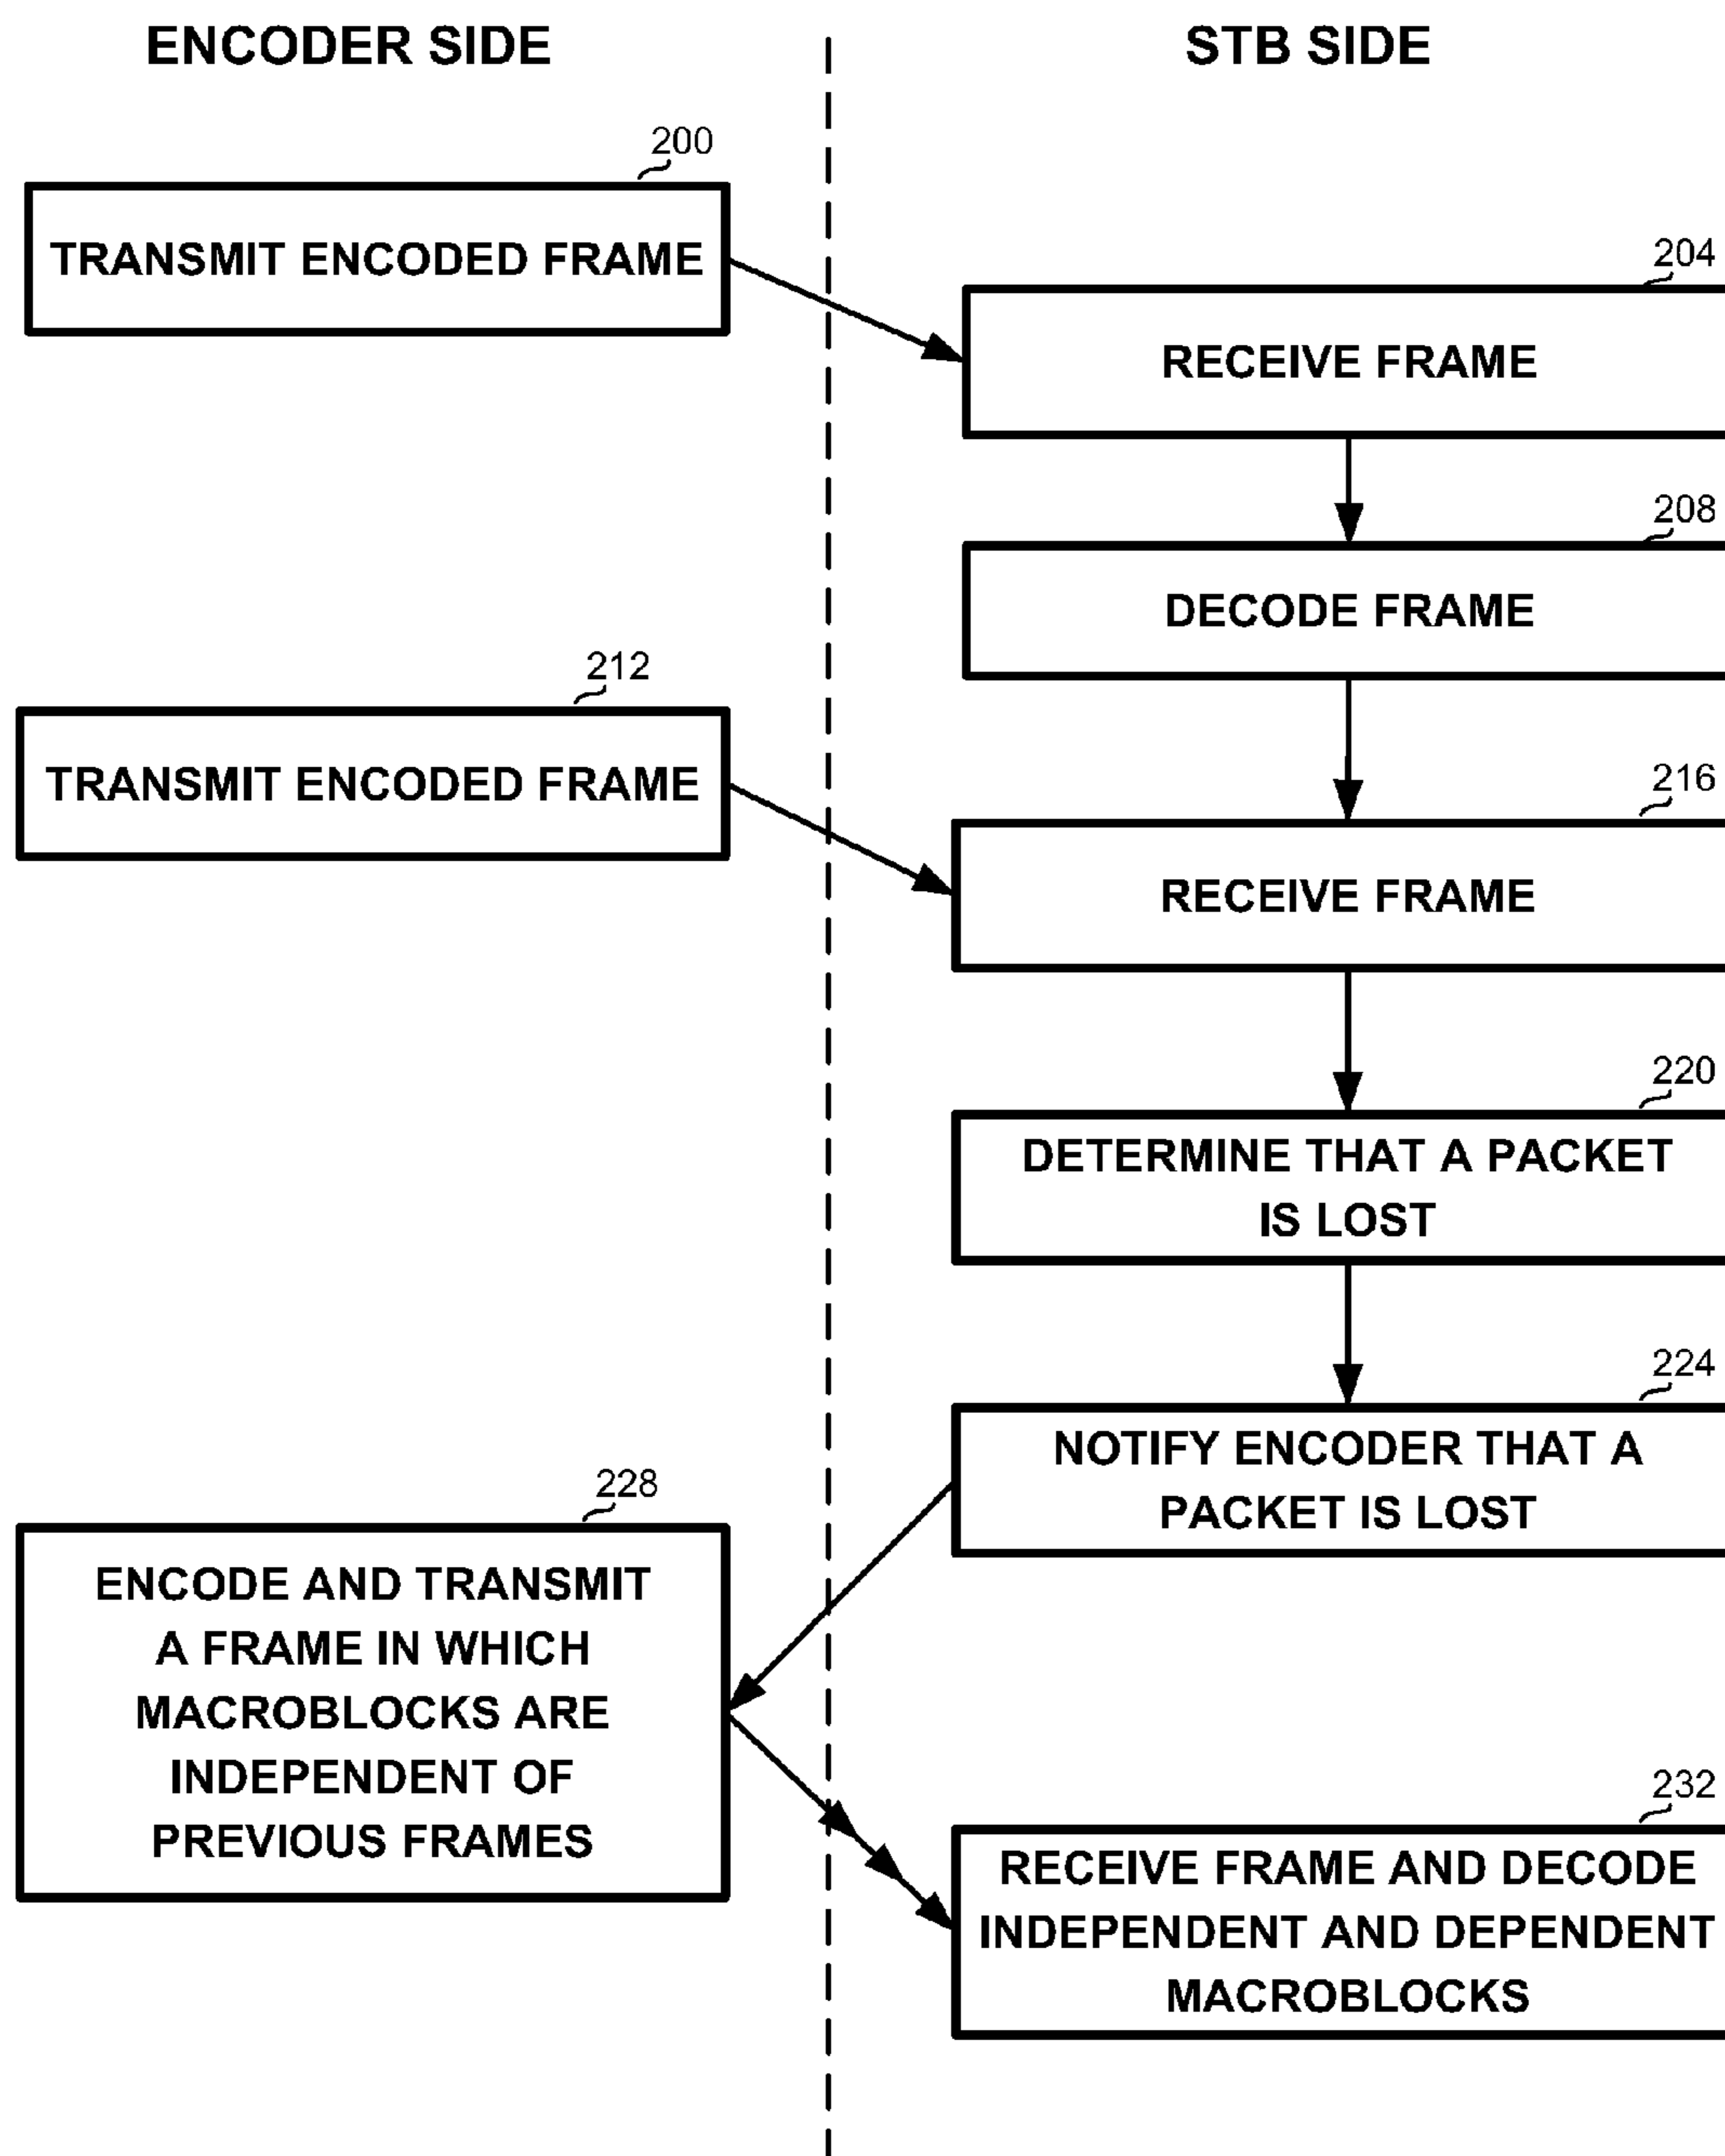 ENCODER SIDE
STB SIDE
200
TRANSMIT ENCODED FRAME
204
RECEIVE FRAME
208
DECODE FRAME
212
TRANSMIT ENCODED FRAME
216
RECEIVE FRAME
220
DETERMINE THAT A PACKET
IS LOST
224
NOTIFY ENCODER THAT A
PACKET IS LOST
228
ENCODE AND TRANSMIT
A FRAME IN WHICH
MACROBLOCKS ARE
INDEPENDENT OF
PREVIOUS FRAMES
232
RECEIVE FRAME AND DECODE
INDEPENDENT AND DEPENDENT
MACROBLOCKS